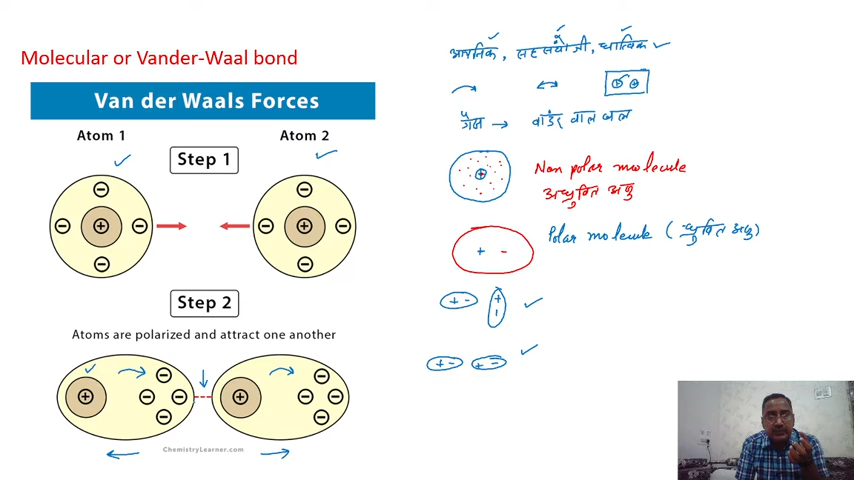 Molecular or Vander-Waal bond
Van der Waals Forces
Atom 1
Atom 2
Step 1
Step 2
Atoms are polarized and attract one another
ChemistryLearner.com
आयनिक, सहसंयोजी, धात्विक
गैस → वांडर वाल बल
Non polar molecule
अध्रुवित अणु
Polar molecule (ध्रुवित अणु)